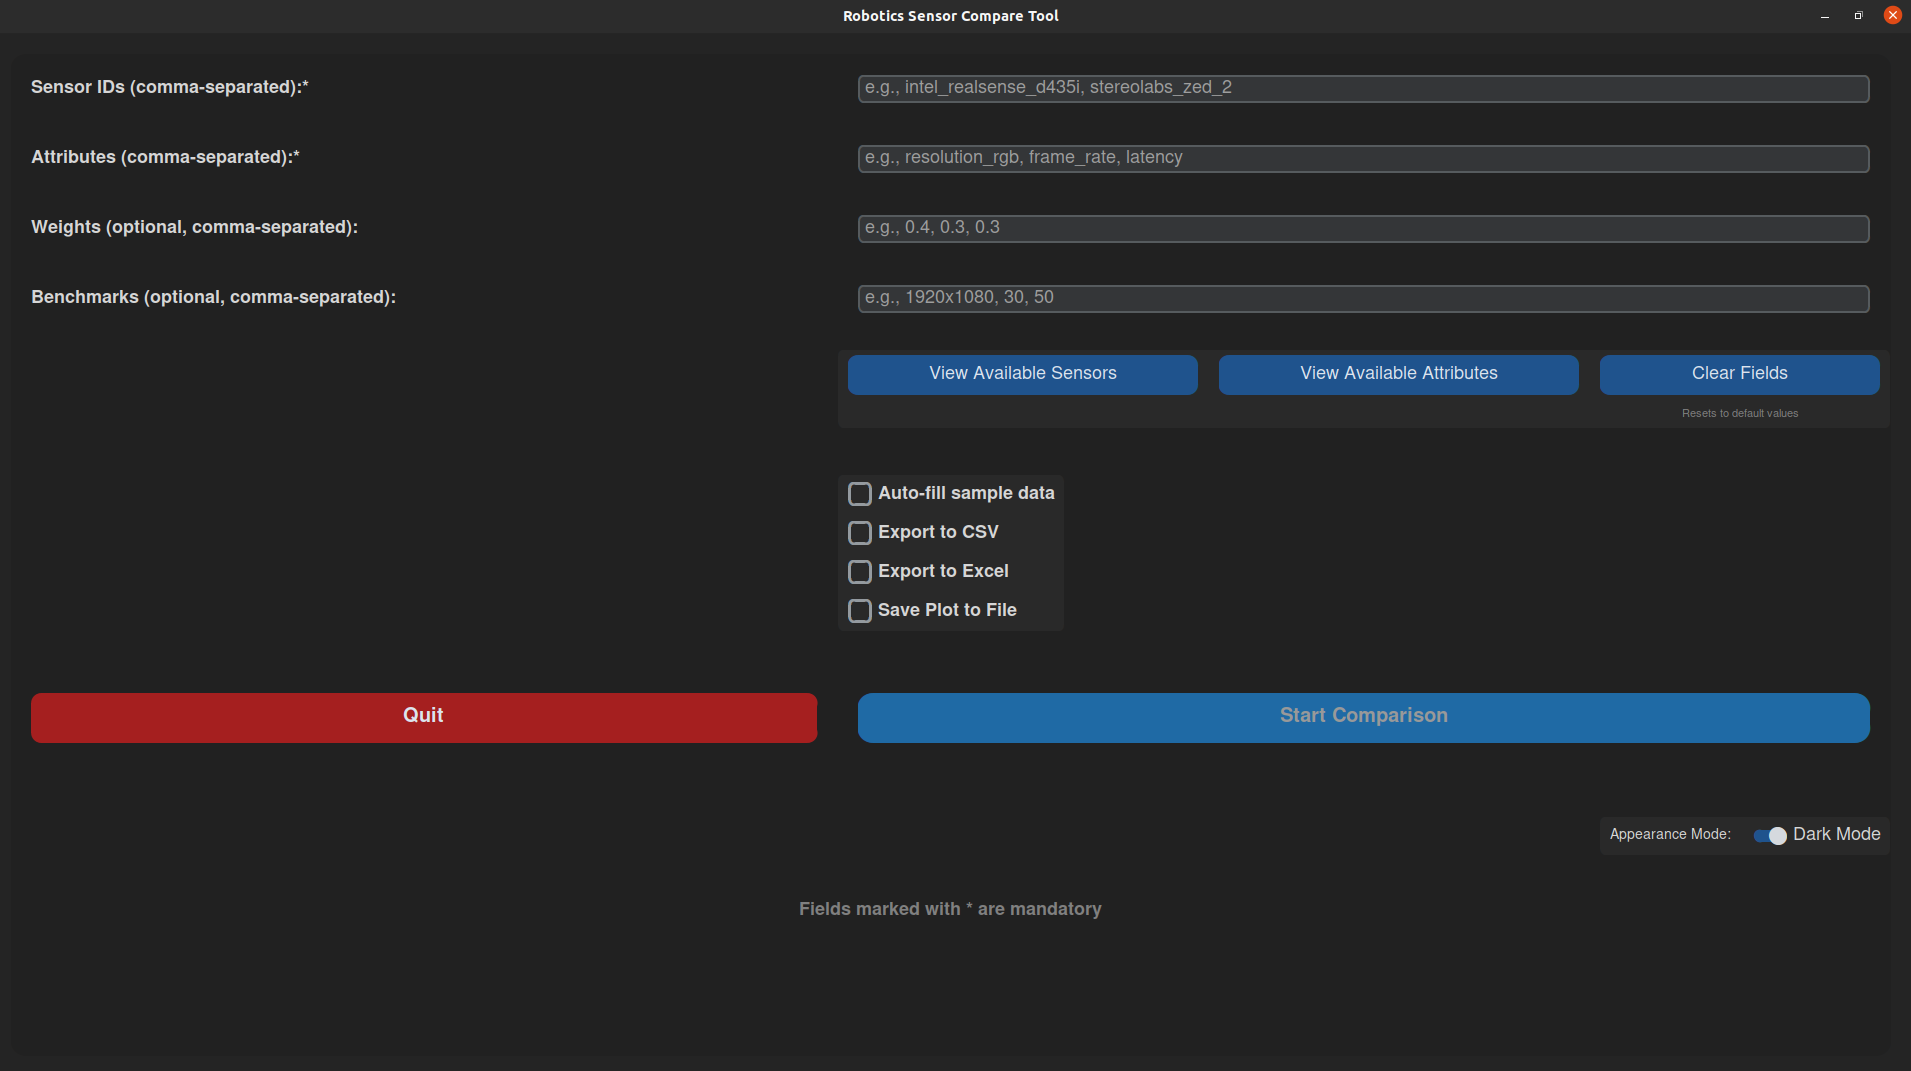 Robotics Sensor Compare Tool
Sensor IDs (comma-separated):*
e.g., intel_realsense_d435i, stereolabs_zed_2
Attributes (comma-separated):*
e.g., resolution_rgb, frame_rate, latency
Weights (optional, comma-separated):
e.g., 0.4, 0.3, 0.3
Benchmarks (optional, comma-separated):
e.g., 1920x1080, 30, 50
View Available Sensors
View Available Attributes
Clear Fields
Resets to default values
Auto-fill sample data
Export to CSV
Export to Excel
Save Plot to File
Quit
Start Comparison
Appearance Mode:
Dark Mode
Fields marked with * are mandatory